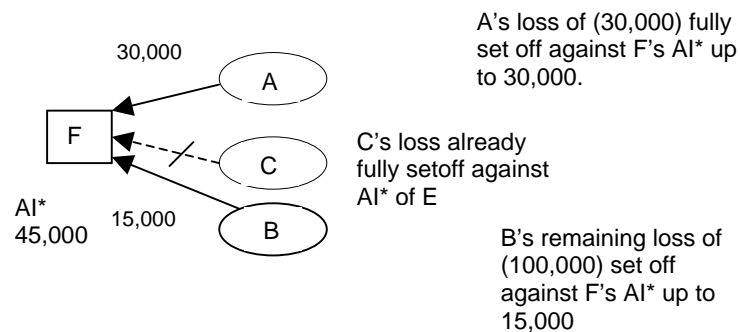 A's loss of (30,000) fully
set off against F's AI* up
to 30,000.
30,000
A
F
C
C's loss already
fully setoff against
AI* of E
AI*
45,000
15,000
B
B's remaining loss of
(100,000) set off
against F's AI* up to
15,000